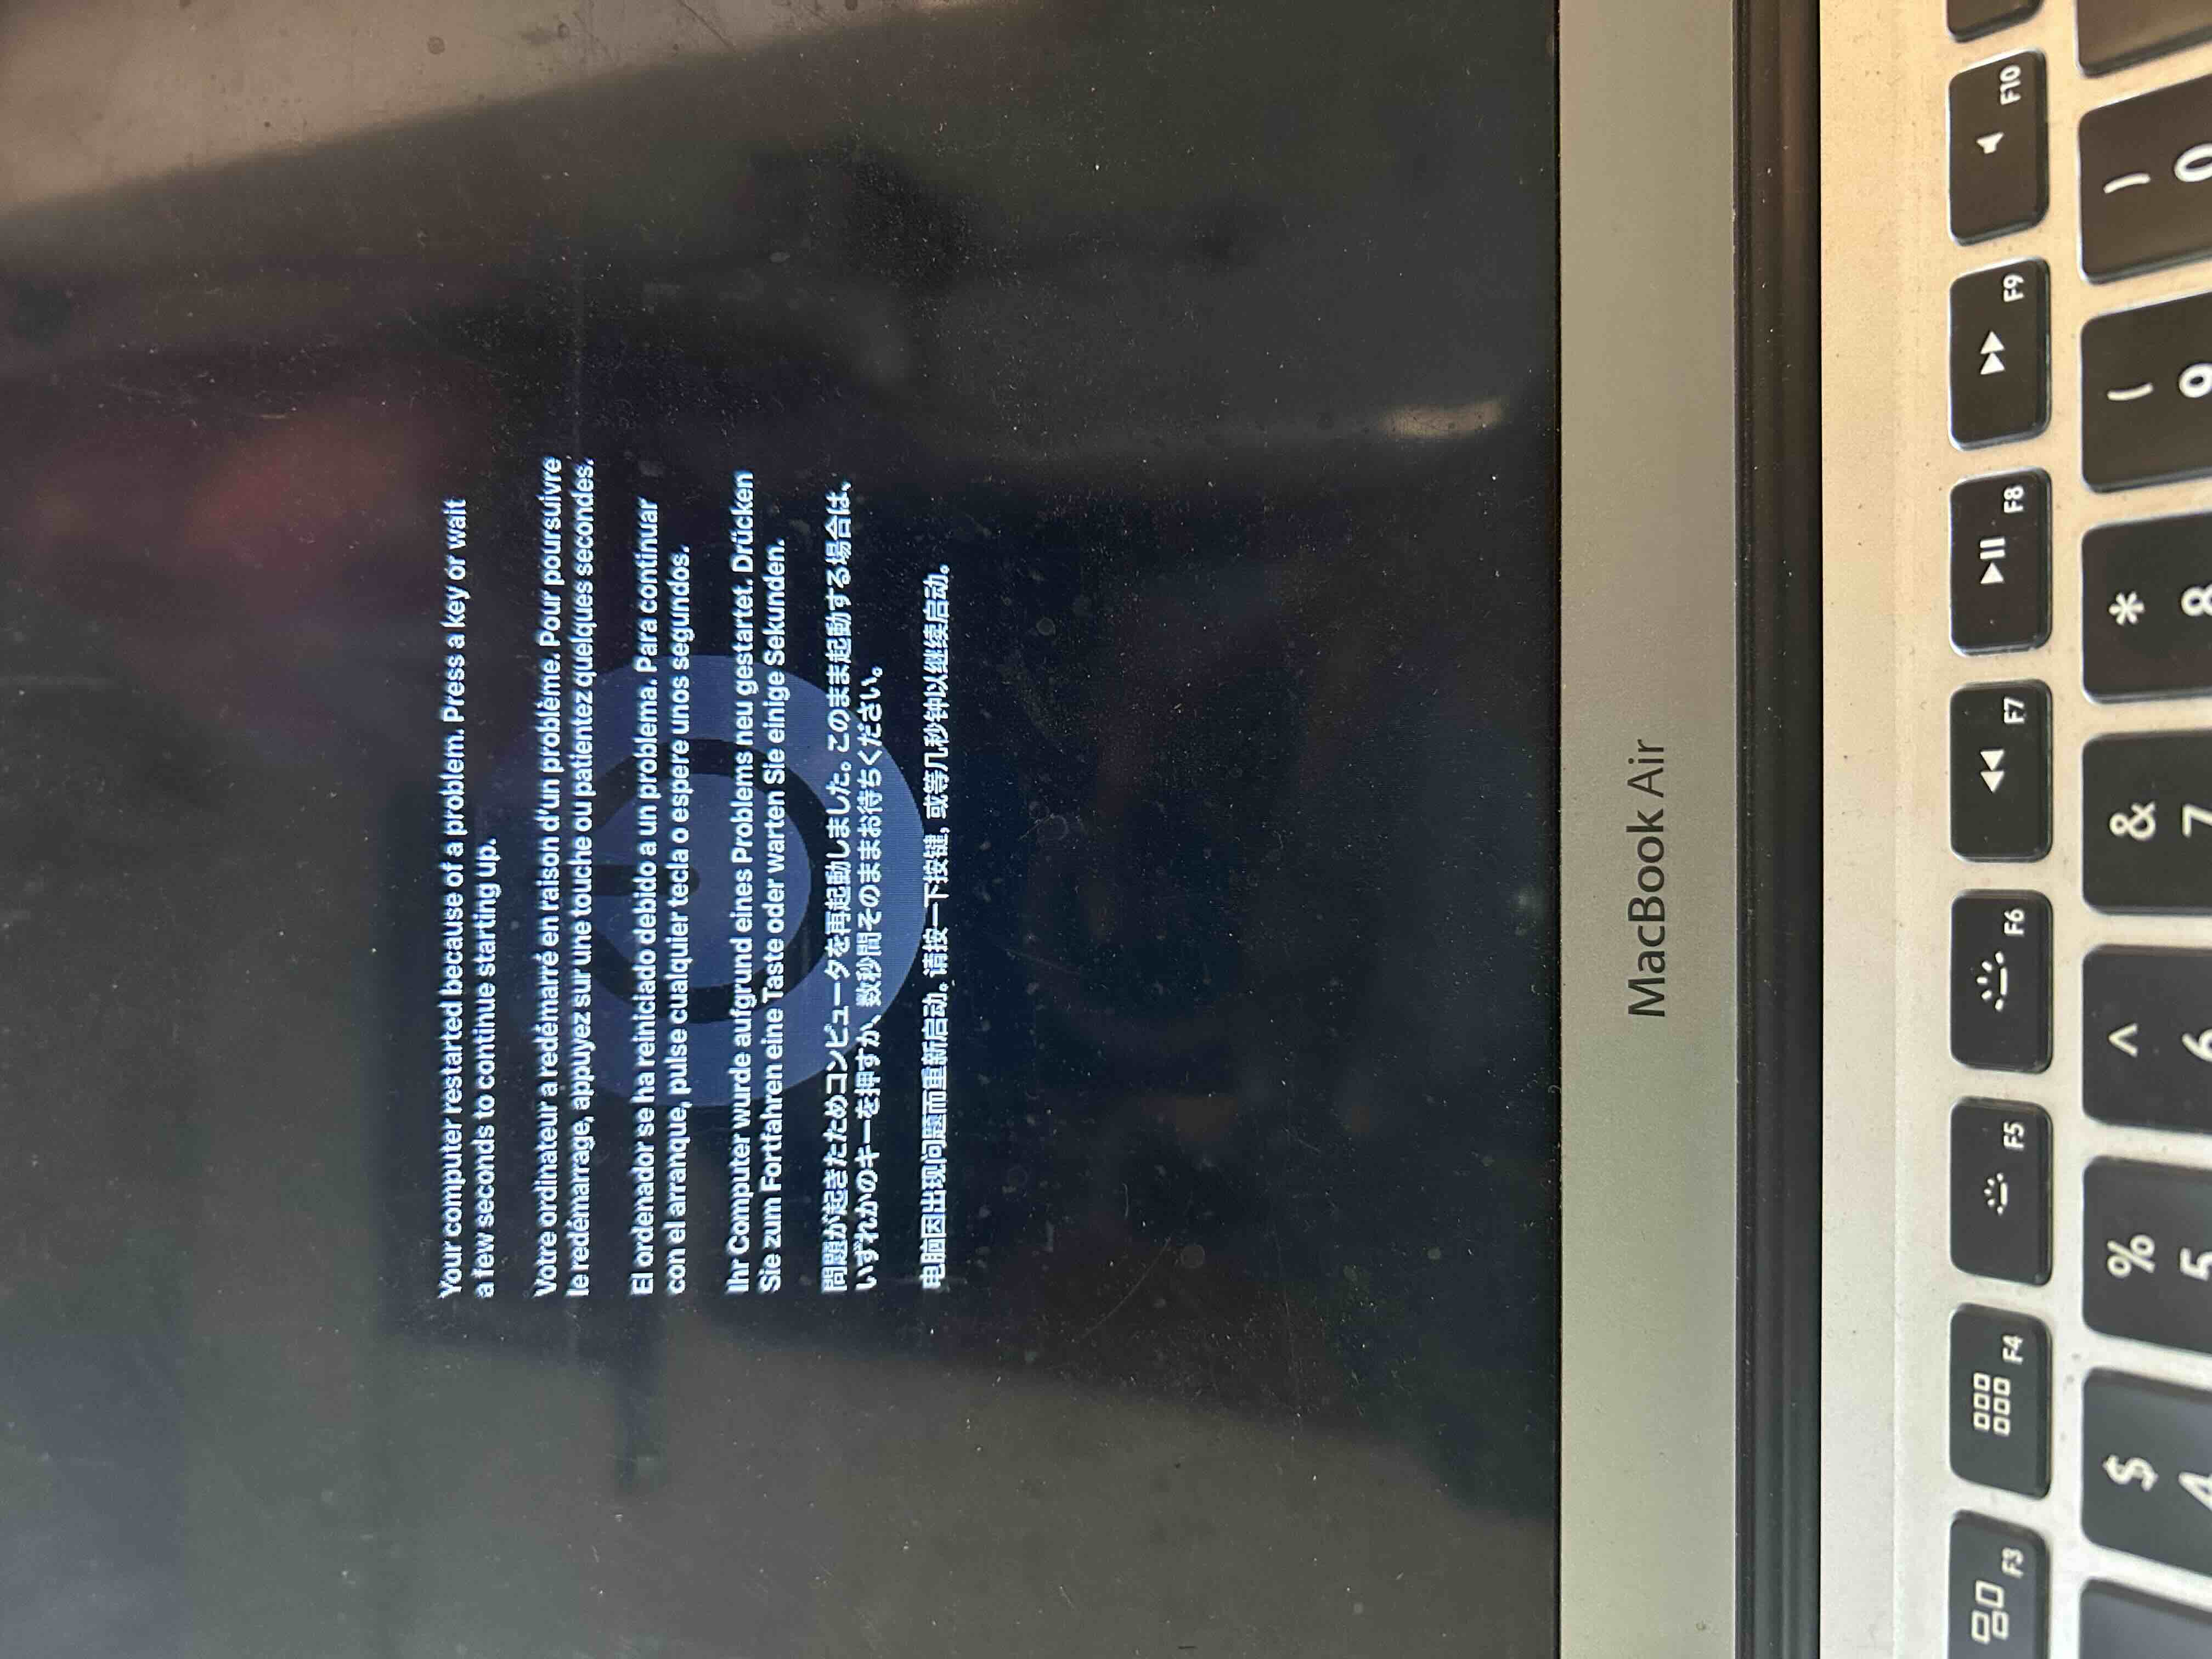 Your computer restarted because of a problem. Press a key or wait
a few seconds to continue starting up.
Votre ordinateur a redémarré en raison d'un problème. Pour poursuivre
le redémarrage, appuyez sur une touche ou patientez quelques secondes.
El ordenador se ha reiniciado debido a un problema. Para continuar
con el arranque, pulse cualquier tecla o espere unos segundos.
Ihr Computer wurde aufgrund eines Problems neu gestartet. Drücken
Sie zum Fortfahren eine Taste oder warten Sie einige Sekunden.
問題が起きたためコンピュータを再起動しました。このまま起動する場合は、
いずれかのキーを押すか、数秒間そのままお待ちください。
电脑因出现问题而重新启动。请按一下按键, 或等几秒钟以继续启动。
MacBook Air
F3 F4 F5 F6 F7 F8 F9 F10
$ % ^ & * ( )
4 5 6 7 8 9 0